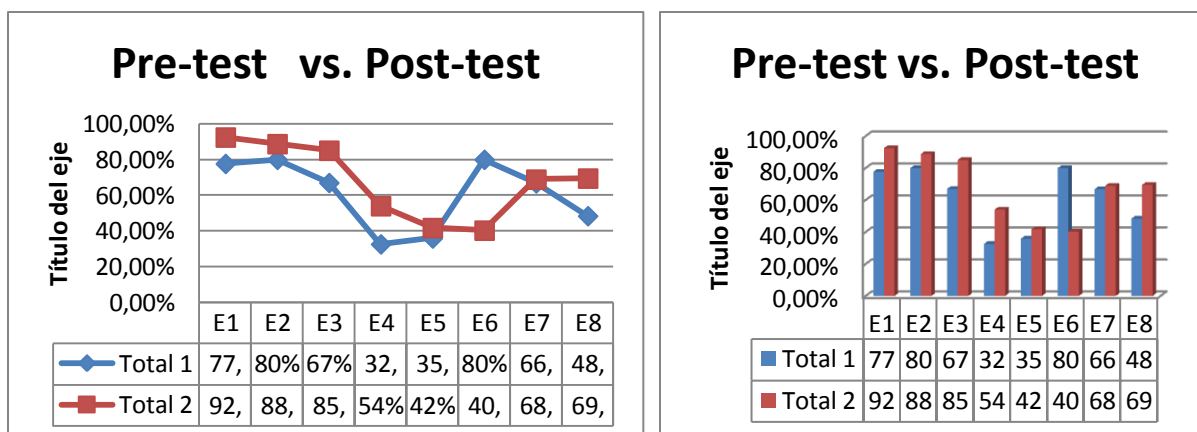 Pre-test vs. Post-test
Título del eje
100,00%
80,00%
60,00%
40,00%
20,00%
0,00%
E1 E2 E3 E4 E5 E6 E7 E8
Total 1 77, 80% 67% 32, 35, 80% 66, 48,
Total 2 92, 88, 85, 54% 42% 40, 68, 69,
Pre-test vs. Post-test
Título del eje
100,00%
80,00%
60,00%
40,00%
20,00%
0,00%
E1 E2 E3 E4 E5 E6 E7 E8
Total 1 77 80 67 32 35 80 66 48
Total 2 92 88 85 54 42 40 68 69